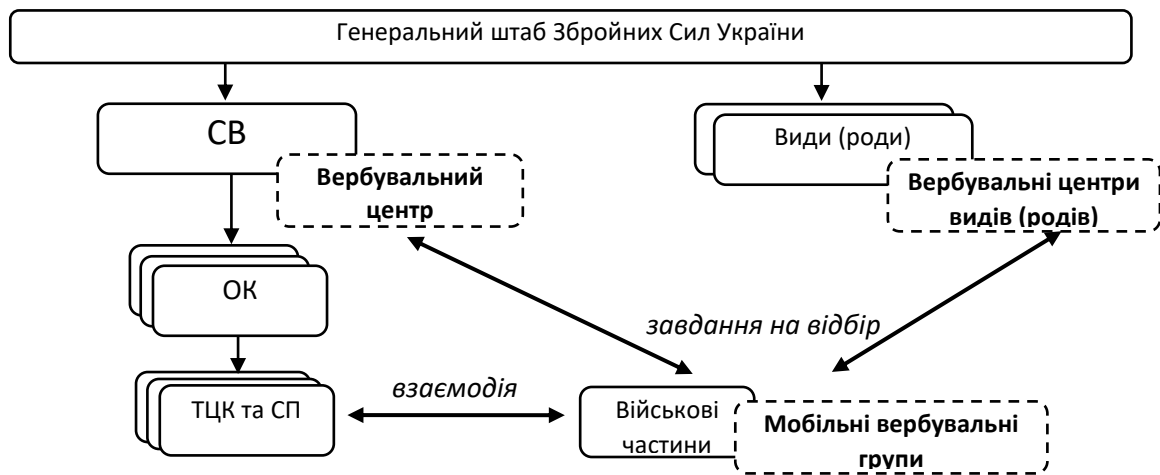 Генеральний штаб Збройних Сил України
СВ
Види (роди)
Вербувальний
центр
Вербувальні центри
видів (родів)
ОК
завдання на відбір
ТЦК та СП
взаємодія
Військові
частини
Мобільні вербувальні
групи